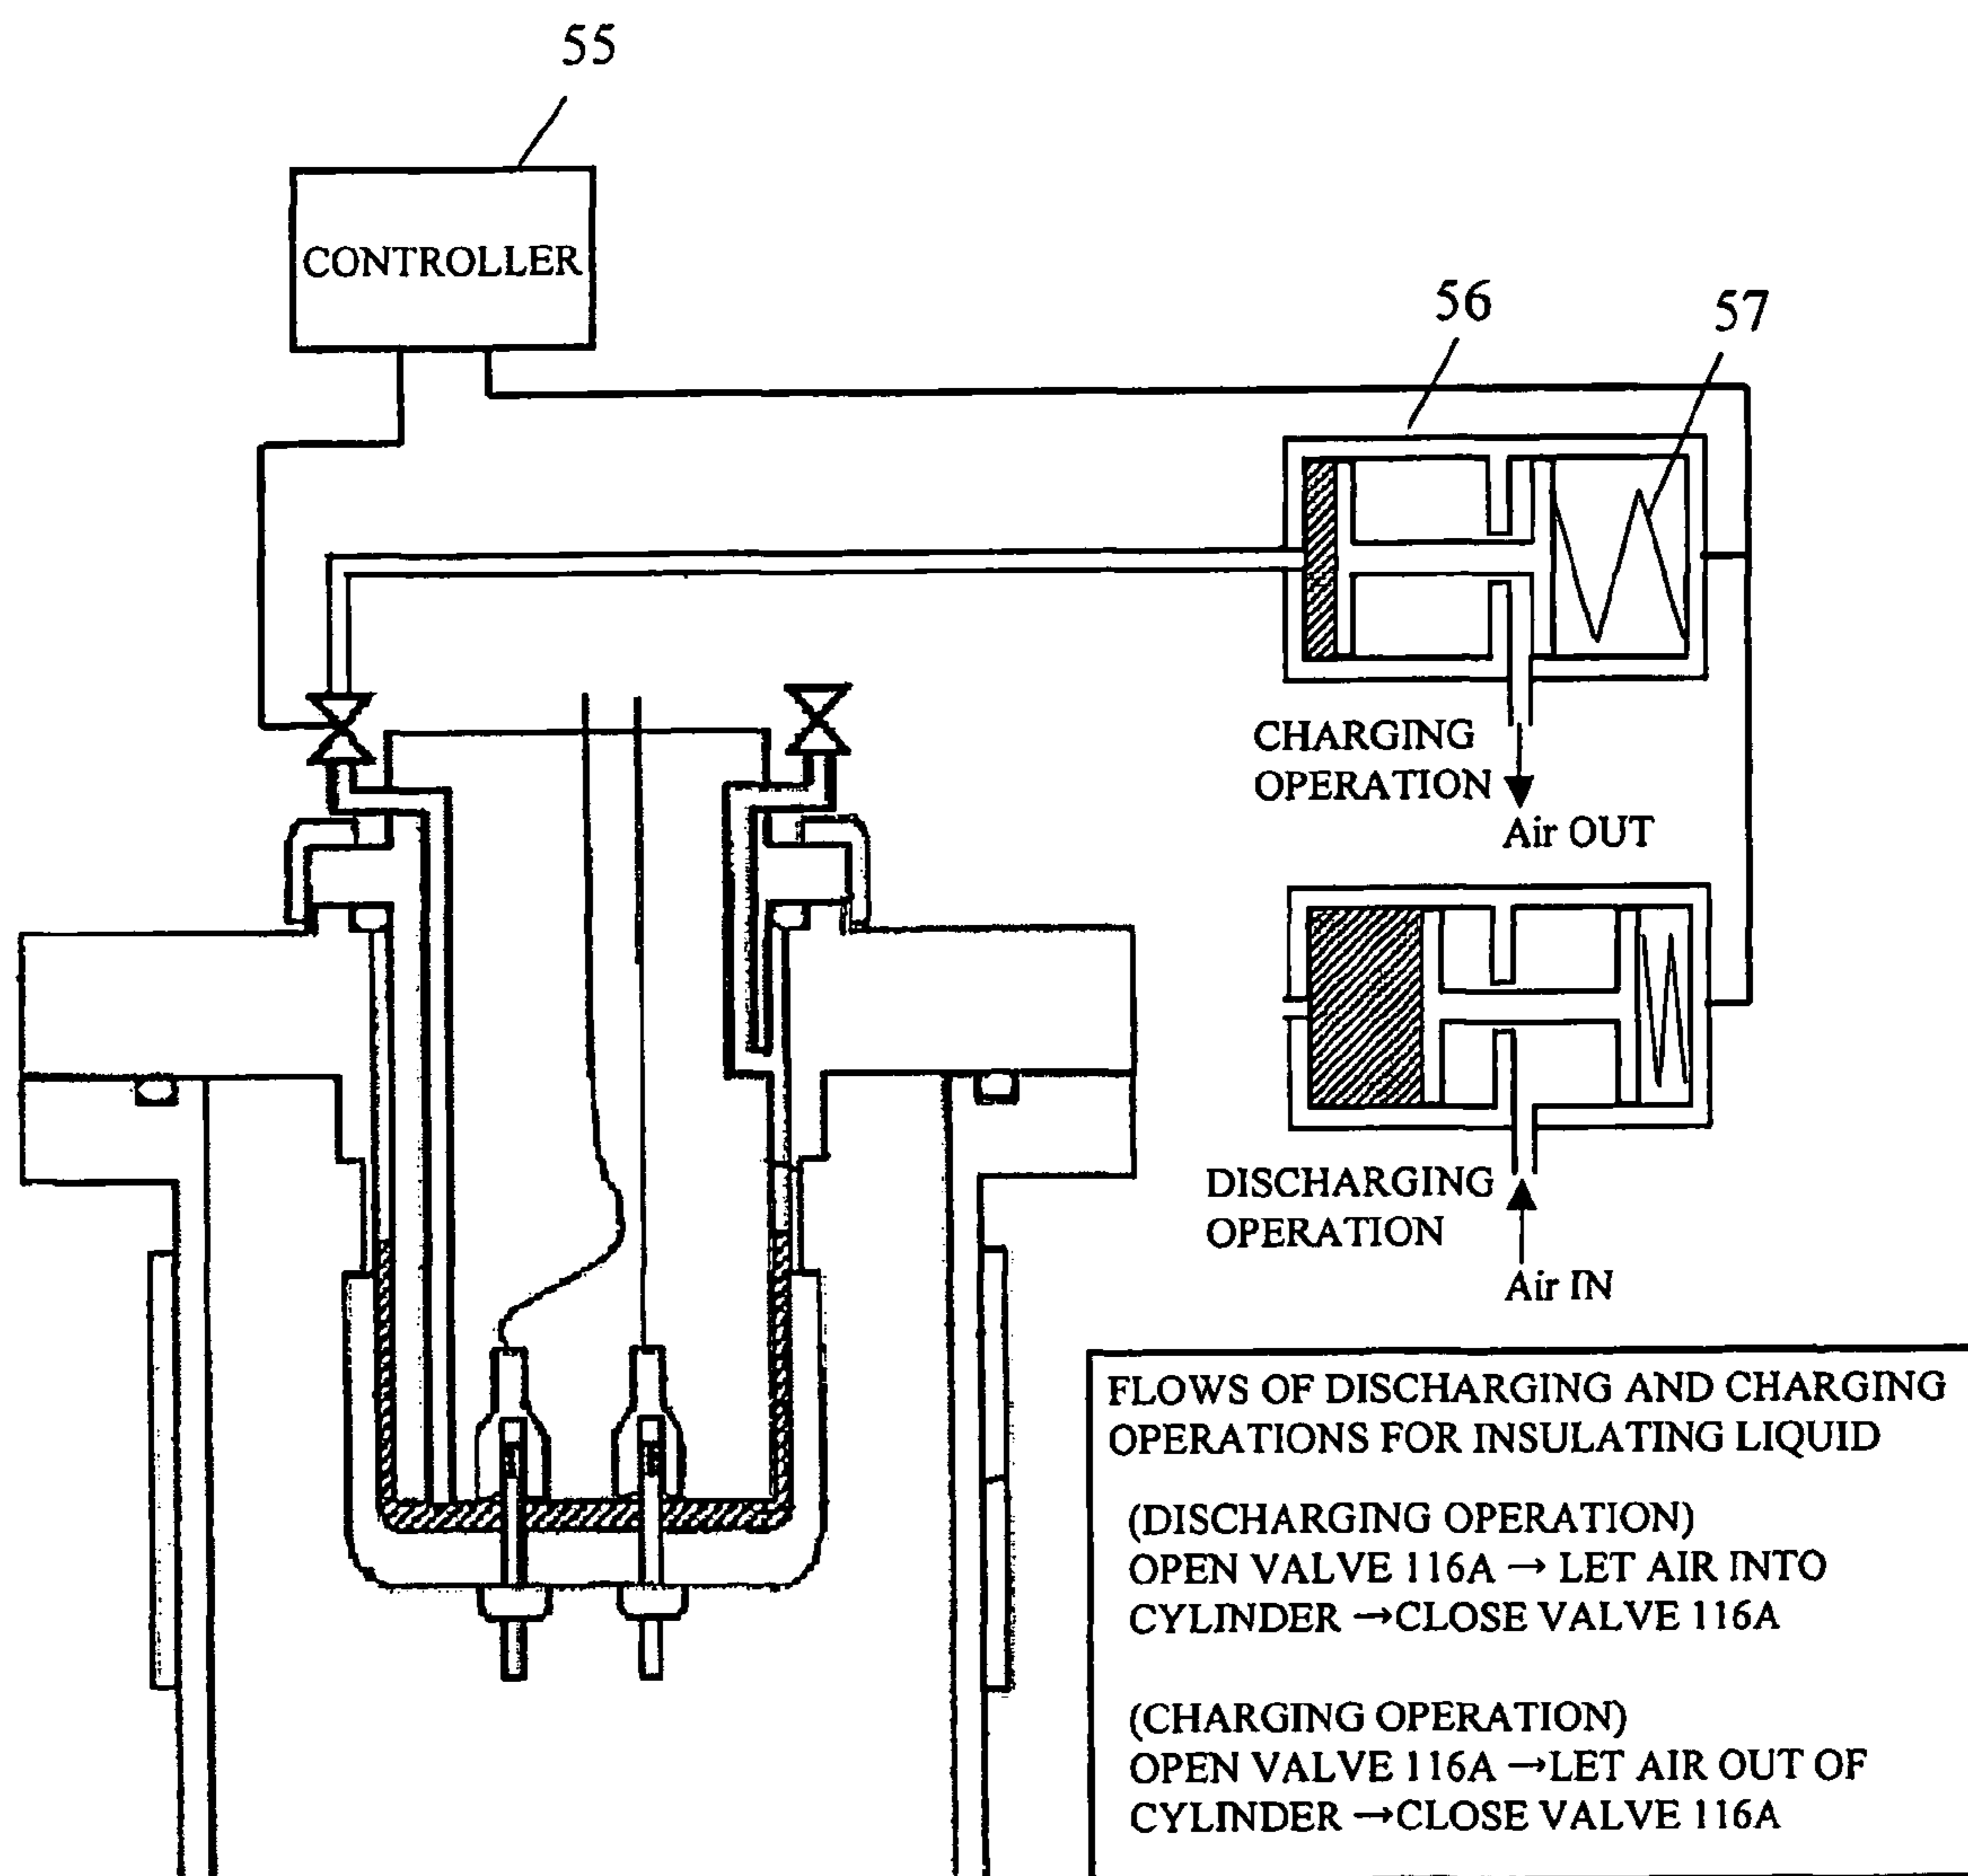 55
CONTROLLER
56
57
CHARGING
OPERATION
Air OUT
DISCHARGING
OPERATION
Air IN
FLOWS OF DISCHARGING AND CHARGING
OPERATIONS FOR INSULATING LIQUID
(DISCHARGING OPERATION)
OPEN VALVE 116A → LET AIR INTO
CYLINDER →CLOSE VALVE 116A
(CHARGING OPERATION)
OPEN VALVE 116A →LET AIR OUT OF
CYLINDER →CLOSE VALVE 116A